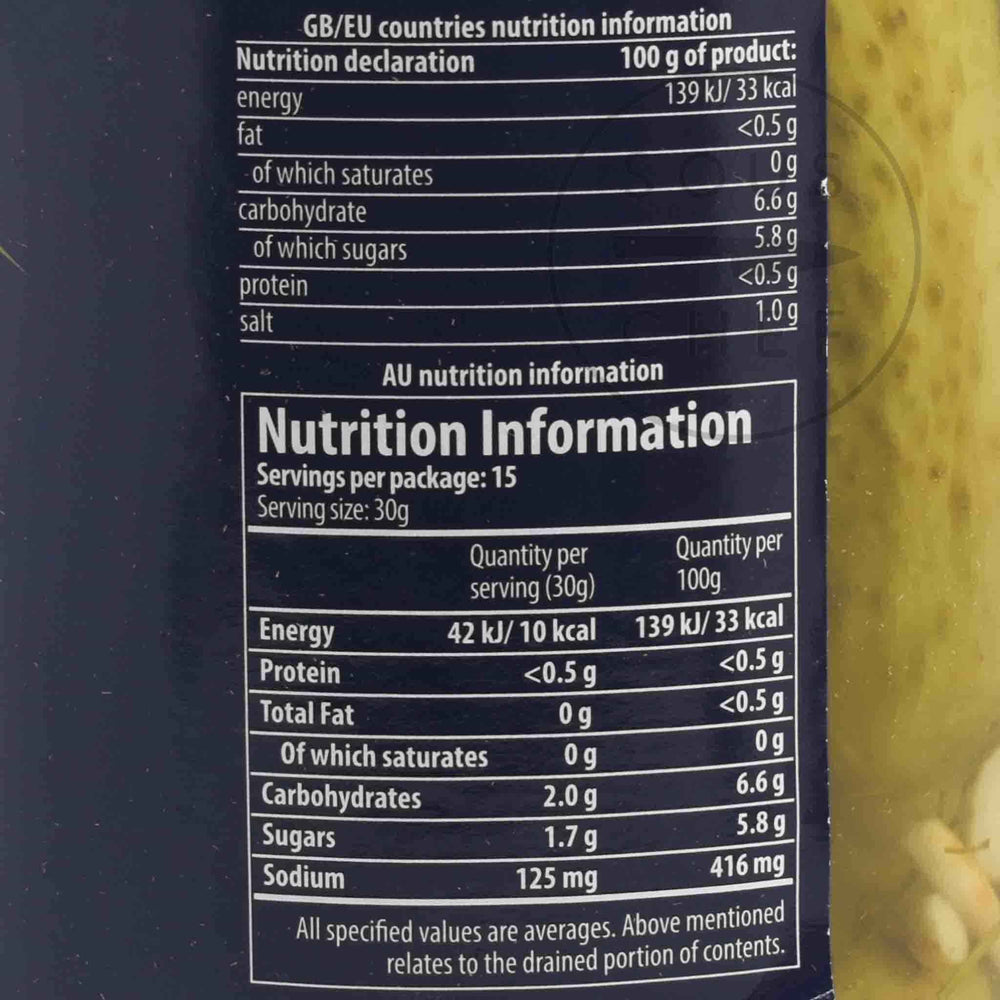 GB/EU countries nutrition information
Nutrition declaration 100 g of product:
energy 139 kJ/ 33 kcal
fat <0.5 g
- of which saturates 0 g
carbohydrate 6.6 g
of which sugars 5.8 g
protein <0.5 g
salt 1.0 g
AU nutrition information
Nutrition Information
Servings per package: 15
Serving size: 30g
Quantity per serving (30g) Quantity per 100g
Energy 42 kJ/ 10 kcal 139 kJ/ 33 kcal
Protein <0.5 g <0.5 g
Total Fat 0 g <0.5 g
Of which saturates 0 g 0 g
Carbohydrates 2.0 g 6.6 g
Sugars 1.7 g 5.8 g
Sodium 125 mg 416 mg
All specified values are averages. Above mentioned
relates to the drained portion of contents.
SOUS
CHEF